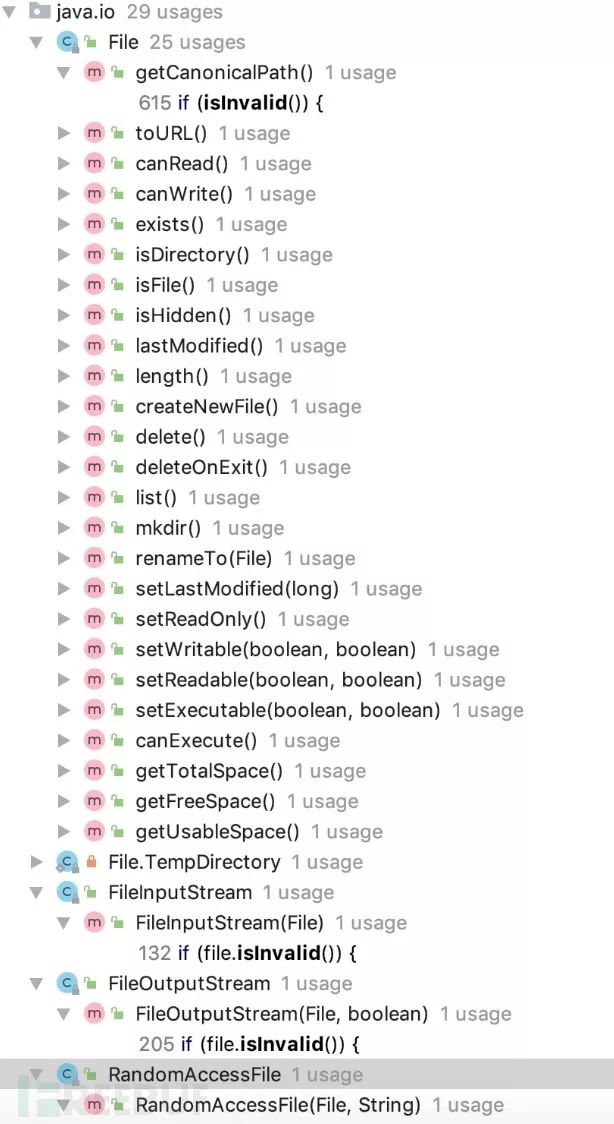 java.io 29 usages
C File 25 usages
m getCanonicalPath() 1 usage
615 if (isInvalid()) {
m toURL() 1 usage
m canRead() 1 usage
m canWrite() 1 usage
m exists() 1 usage
m isDirectory() 1 usage
m isFile() 1 usage
m isHidden() 1 usage
m lastModified() 1 usage
m length() 1 usage
m createNewFile() 1 usage
m delete() 1 usage
m deleteOnExit() 1 usage
m list() 1 usage
m mkdir() 1 usage
m renameTo(File) 1 usage
m setLastModified(long) 1 usage
m setReadOnly() 1 usage
m setWritable(boolean, boolean) 1 usage
m setReadable(boolean, boolean) 1 usage
m setExecutable(boolean, boolean) 1 usage
m canExecute() 1 usage
m getTotalSpace() 1 usage
m getFreeSpace() 1 usage
m getUsableSpace() 1 usage
C File.TempDirectory 1 usage
C FileInputStream 1 usage
m FileInputStream(File) 1 usage
132 if (file.isInvalid()) {
C FileOutputStream 1 usage
m FileOutputStream(File, boolean) 1 usage
205 if (file.isInvalid()) {
C RandomAccessFile 1 usage
m RandomAccessFile(File, String) 1 usage
FREEBUF